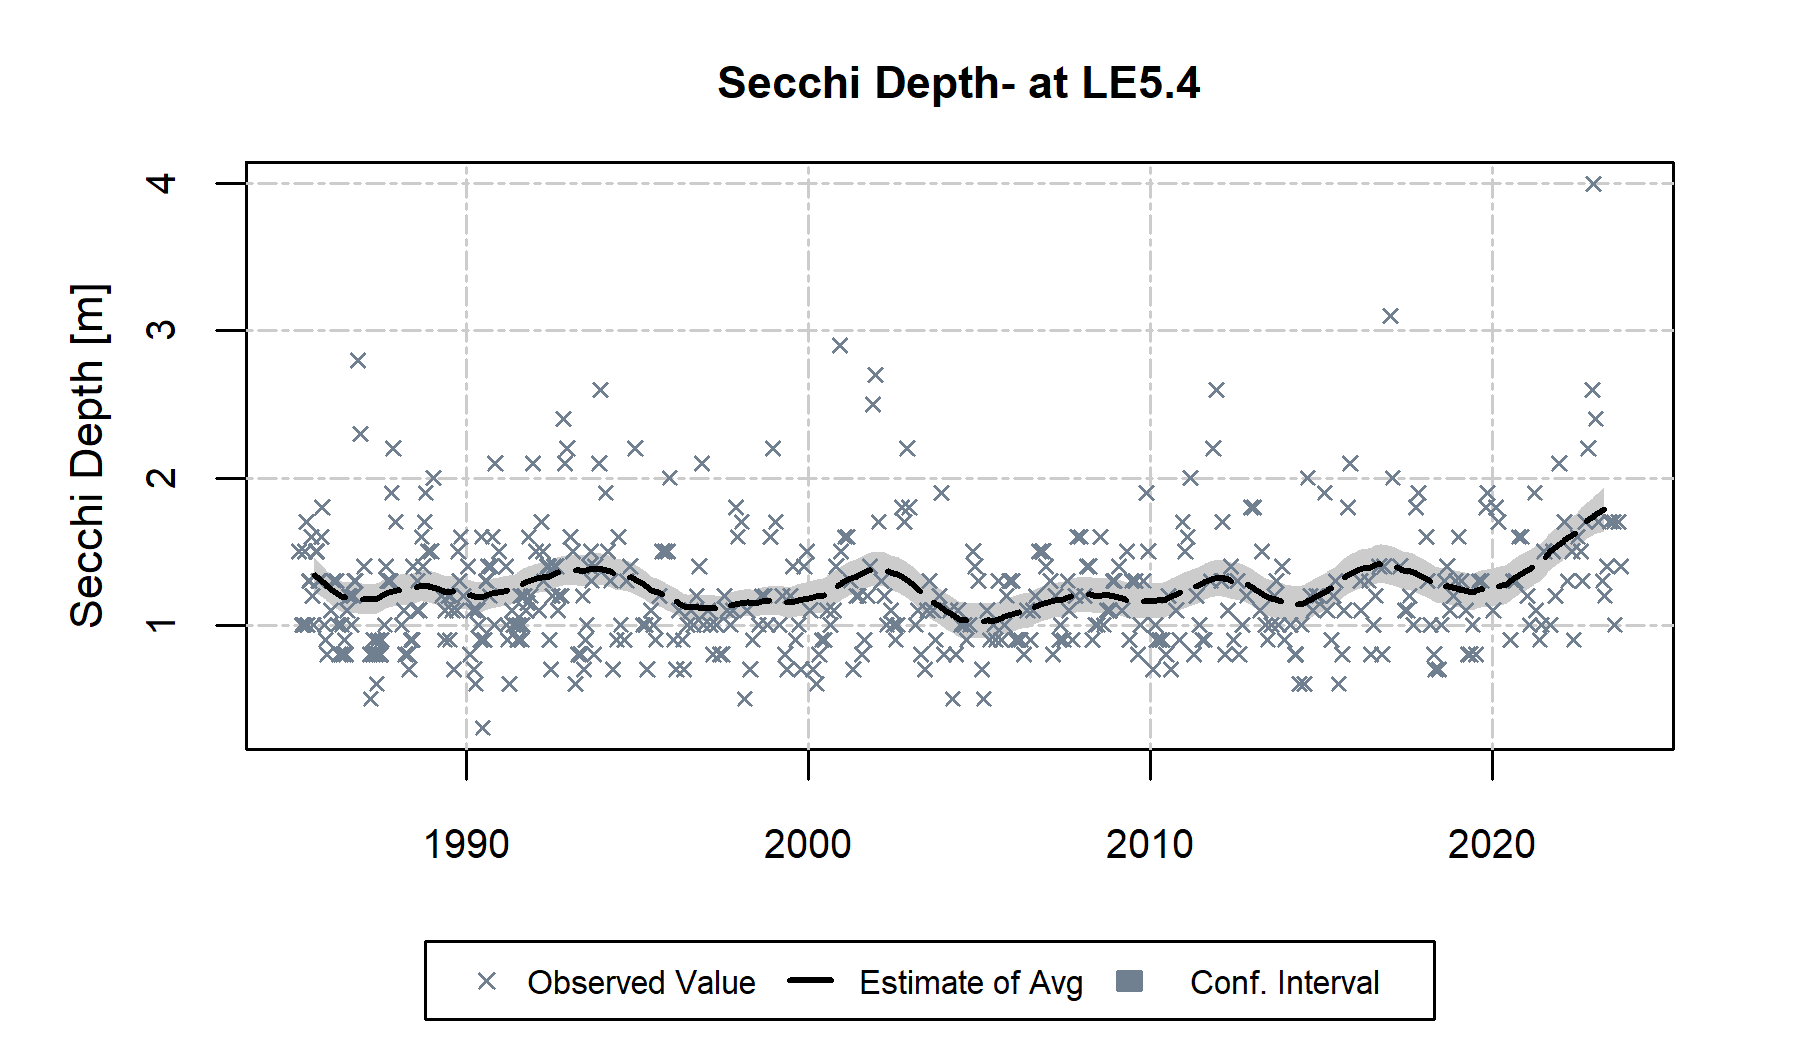 Secchi Depth- at LE5.4
Secchi Depth [m]
4
3
2
1
1990 2000 2010 2020
Observed Value Estimate of Avg Conf. Interval